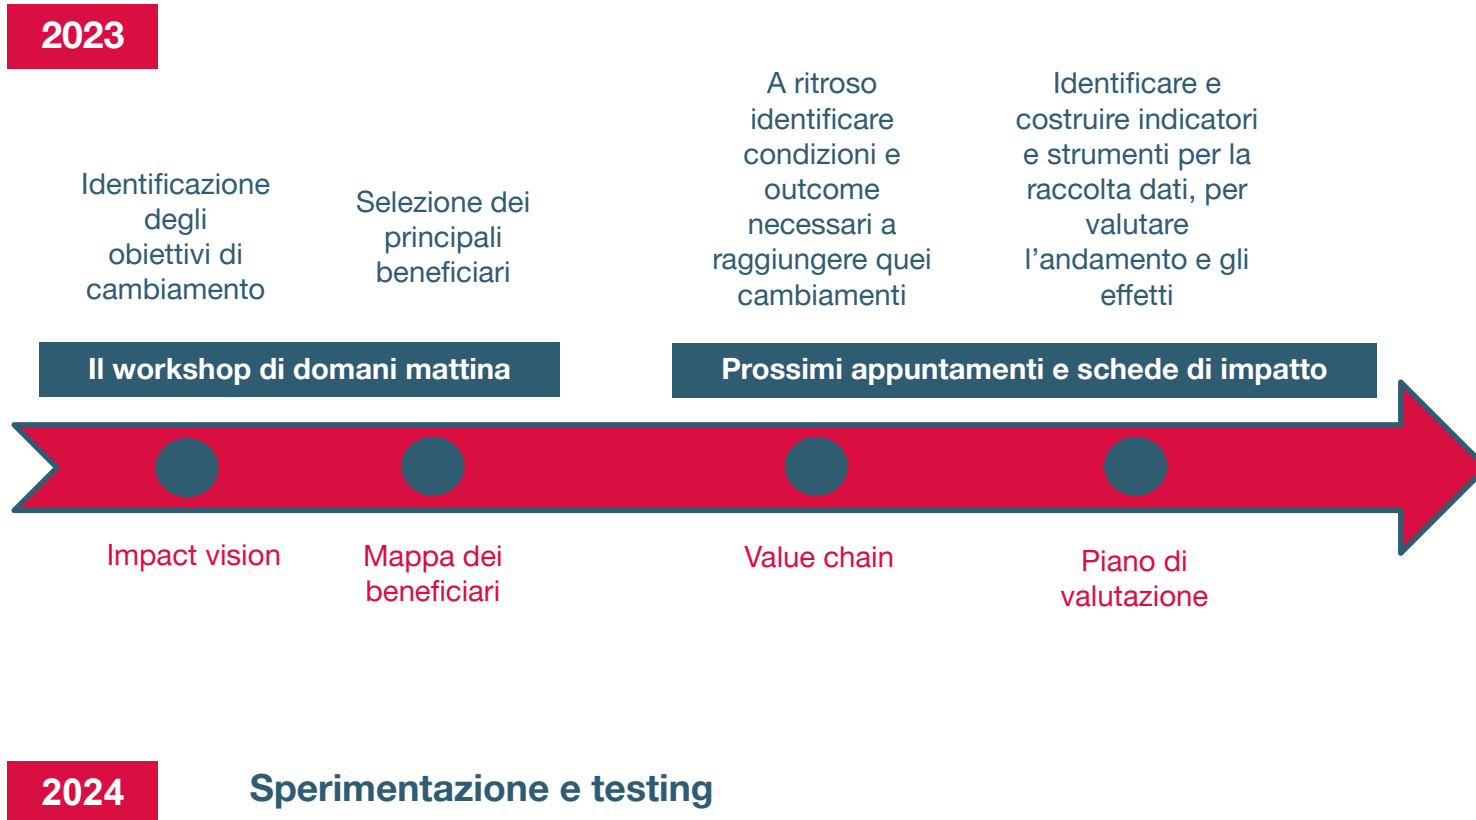 2023
Identificazione
degli
obiettivi di
cambiamento
Selezione dei
principali
beneficiari
A ritroso
identificare
condizioni e
outcome
necessari a
raggiungere quei
cambiamenti
Identificare e
costruire indicatori
e strumenti per la
raccolta dati, per
valutare
l’andamento e gli
effetti
Il workshop di domani mattina
Prossimi appuntamenti e schede di impatto
Impact vision
Mappa dei
beneficiari
Value chain
Piano di
valutazione
2024
Sperimentazione e testing